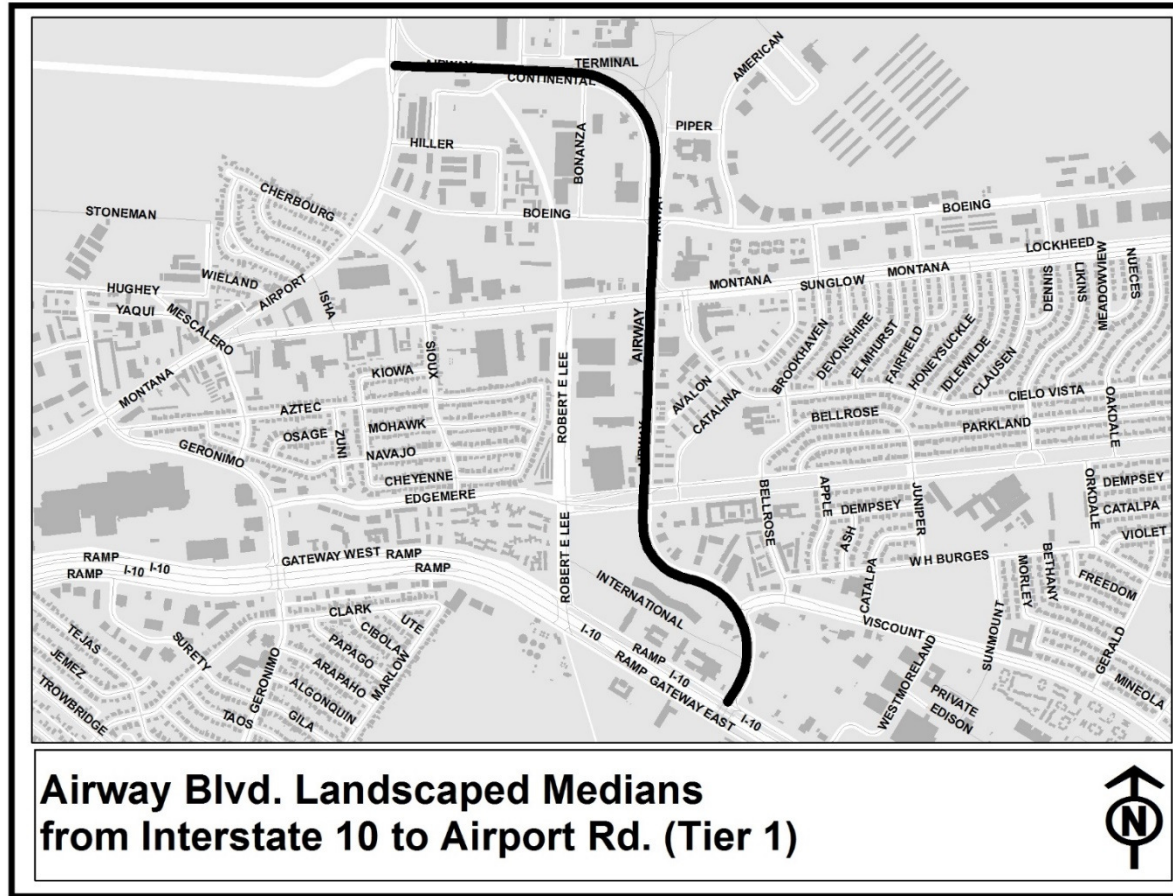 AMERICAN
AIRWAY
TERMINAL
CONTINENTAL
PIPER
HILLER
BONANZA
CHERBOURG
STONEMAN
BOEING
AIRWAY
BOEING
LOCKHEED
WIELAND
AIRPORT
ISHA
HUGHEY
YAQUI
MESCALERO
MONTANA
SUNGLOW
MONTANA
DENNIS
LIKINS
MEADOWVIEW
NUECES
MONTANA
KIOWA
SIOUX
ROBERT E LEE
AIRWAY
AVALON
CATALINA
BROOKHAVEN
DEVONSHIRE
ELMHURST
FAIRFIELD
HONEYSUCKLE
IDLEWILDE
CLAUSEN
CIELO VISTA
OAKDALE
AZTEC
OSAGE
ZUNI
MOHAWK
NAVAJO
CHEYENNE
EDGEMERE
GERONIMO
AIRWAY
BELLROSE
PARKLAND
BELLROSE
APPLE
DEMPSEY
ASH
JUNIPER
CATALPA
W H BURGES
ORKDALE
DEMPSEY
CATALPA
VIOLET
BETHANY
MORLEY
FREEDOM
RAMP
I-10
I-10
RAMP
GATEWAY WEST
RAMP
RAMP
ROBERT E LEE
INTERNATIONAL
CLARK
UTE
CIBOLA
PAPAGO
ARAPAHO
ALGONQUIN
MARLOW
GILA
TAOS
GERONIMO
SURETY
TEJAS
JEMEZ
TROWBRIDGE
I-10
RAMP
I-10
RAMP
GATEWAY EAST
I-10
VISCOUNT
WESTMORELAND
SUNMOUNT
PRIVATE
EDISON
GERALD
MINEOLA
Airway Blvd. Landscaped Medians
from Interstate 10 to Airport Rd. (Tier 1)
N